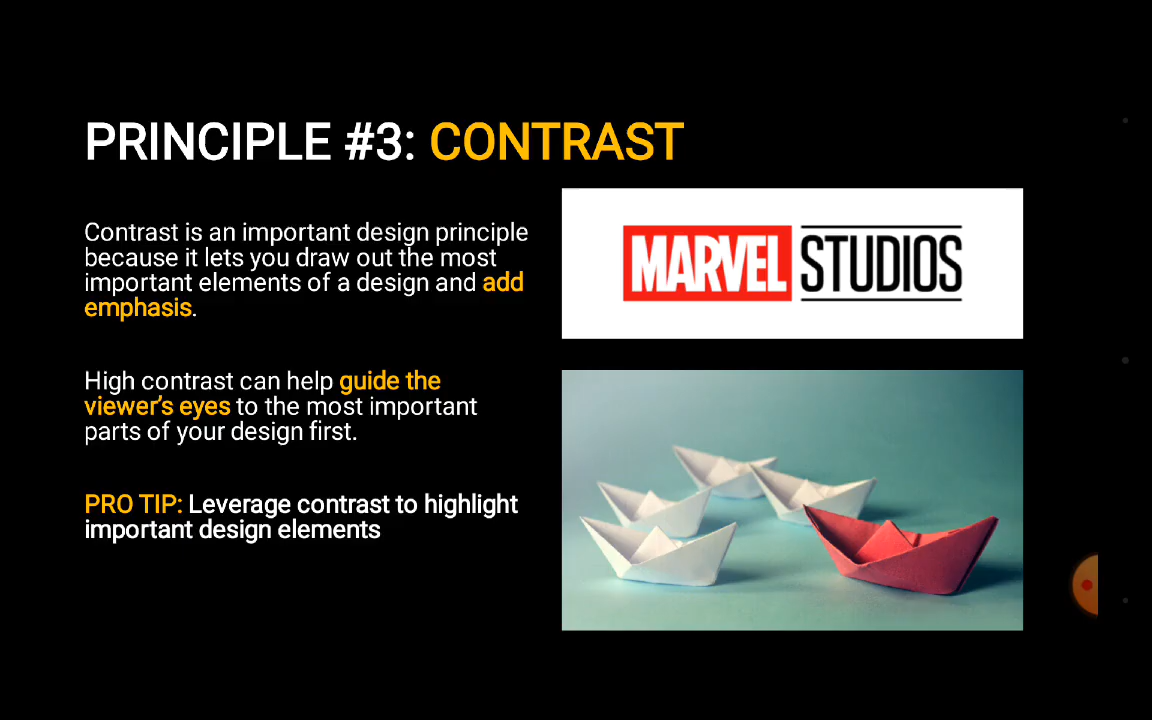 PRINCIPLE #3: CONTRAST
Contrast is an important design principle
because it lets you draw out the most
important elements of a design and add
emphasis.
High contrast can help guide the
viewer's eyes to the most important
parts of your design first.
PRO TIP: Leverage contrast to highlight
important design elements
MARVEL STUDIOS